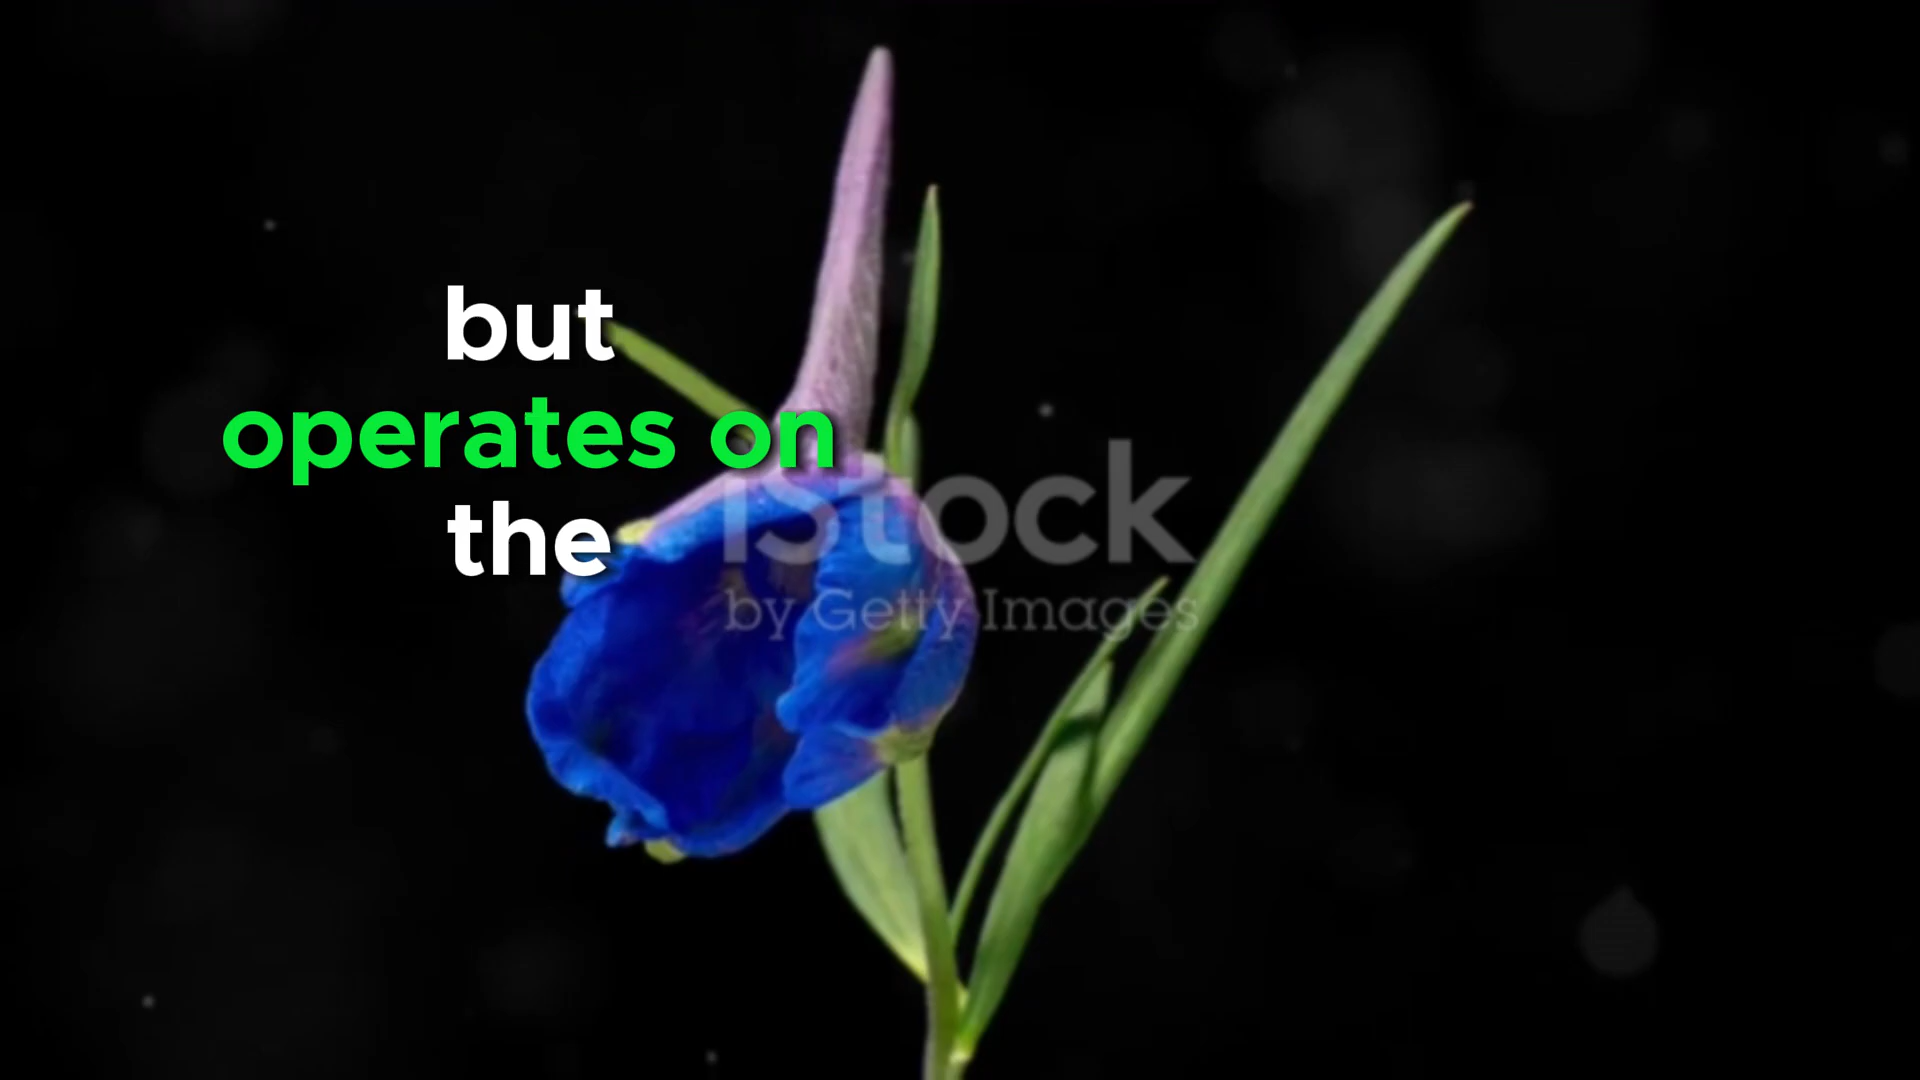 but
operates on
the
iStock
by Getty Images